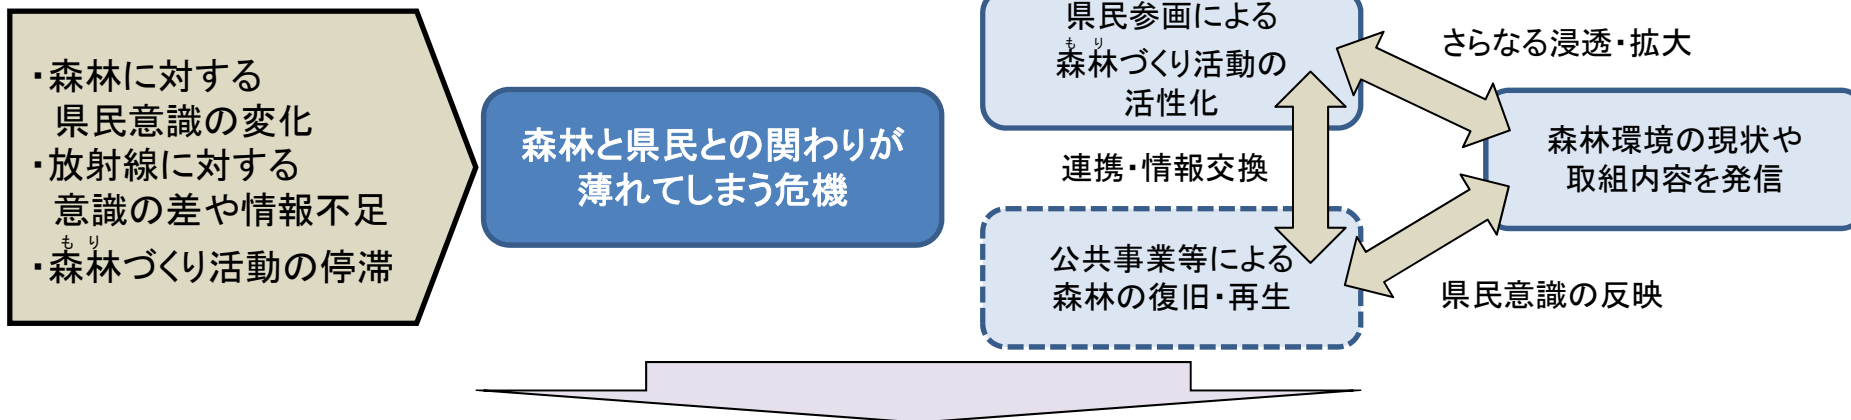 ・森林に対する
県民意識の変化
・放射線に対する
意識の差や情報不足
もり
・森林づくり活動の停滞
森林と県民との関わりが
薄れてしまう危機
県民参画による
もり
森林づくり活動の
活性化
さらなる浸透・拡大
連携・情報交換
森林環境の現状や
取組内容を発信
公共事業等による
森林の復旧・再生
県民意識の反映